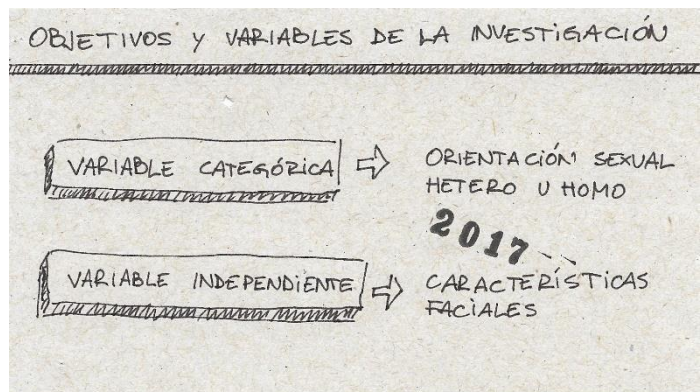 OBJETIVOS Y VARIABLES DE LA INVESTIGACIÓN
VARIABLE CATEGÓRICA
ORIENTACIÓN SEXUAL
HETERO U HOMO
2017
VARIABLE INDEPENDIENTE
CARACTERÍSTICAS
FACIALES